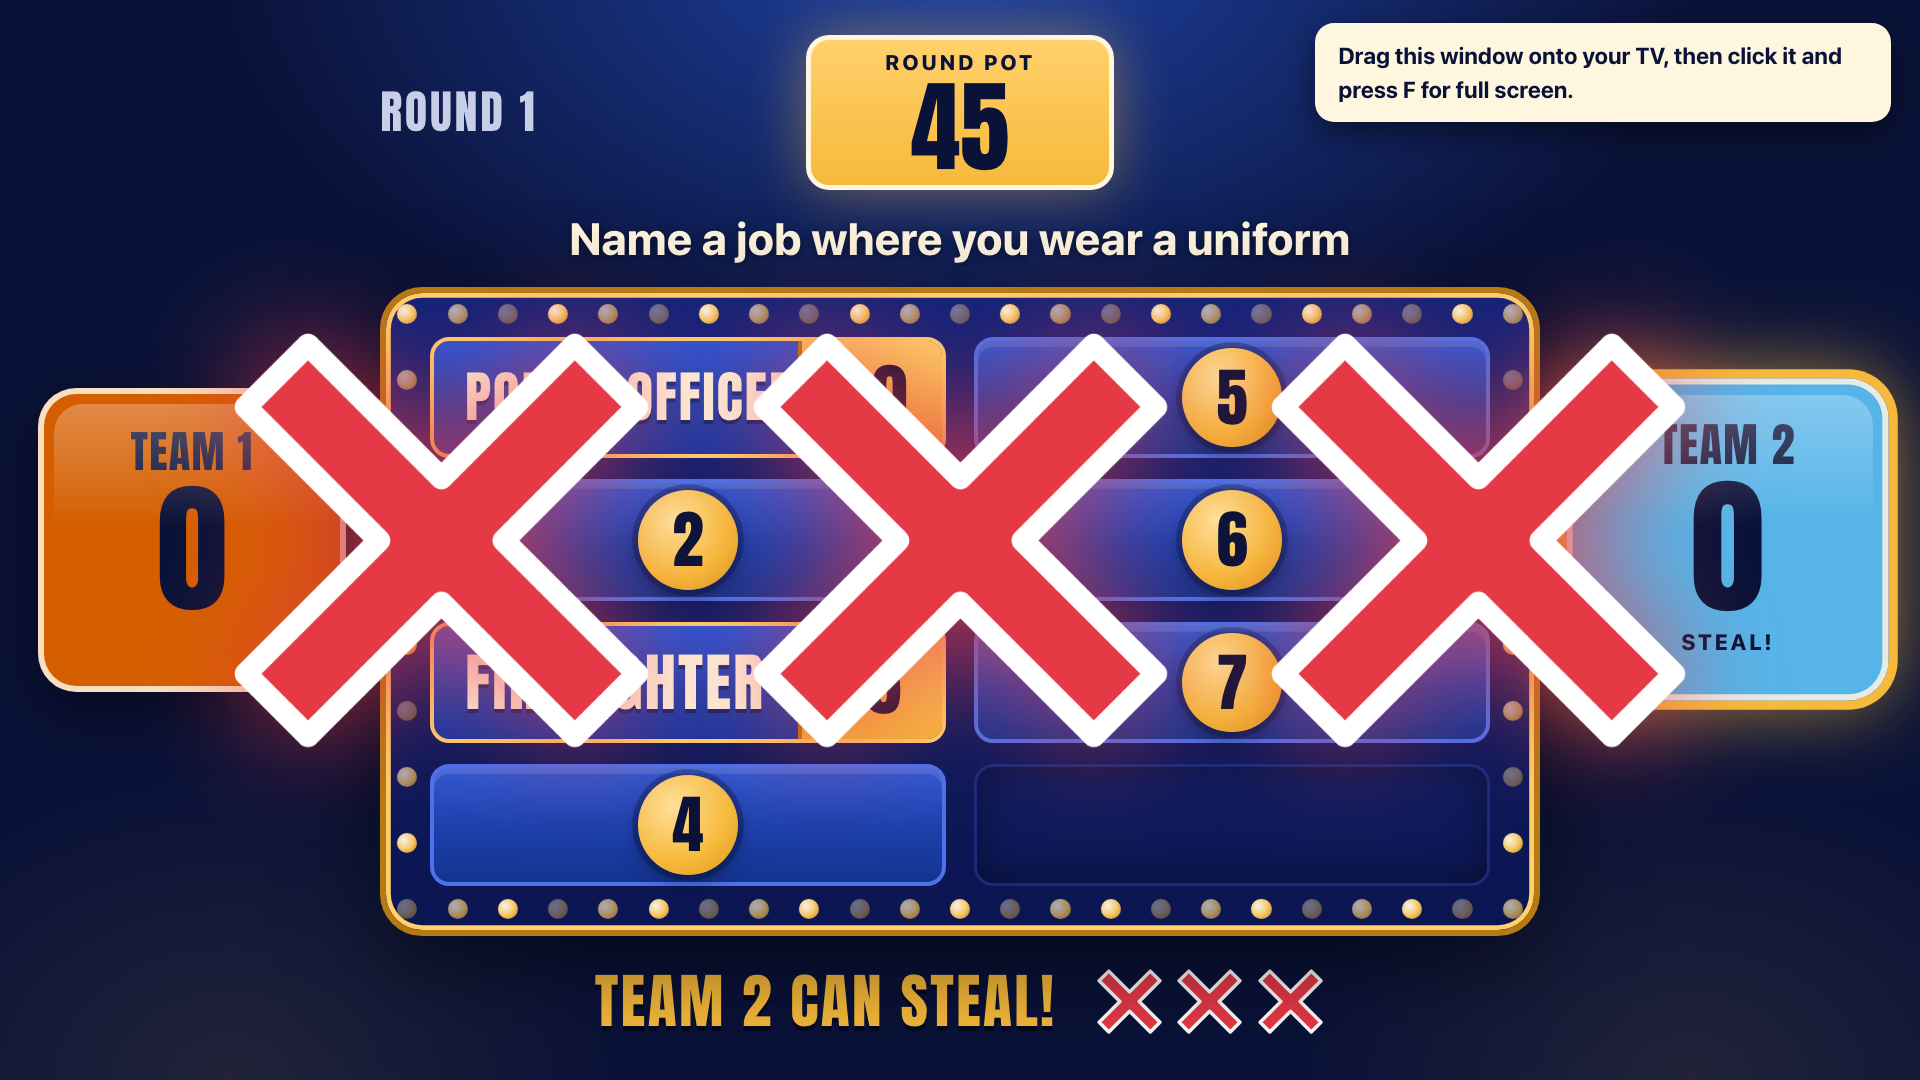 ROUND 1
ROUND POT
45
Drag this window onto your TV, then click it and
press F for full screen.
Name a job where you wear a uniform
TEAM 1
0
OFFICER
2
4
5
6
7
TEAM 2
0
STEAL!
TEAM 2 CAN STEAL!